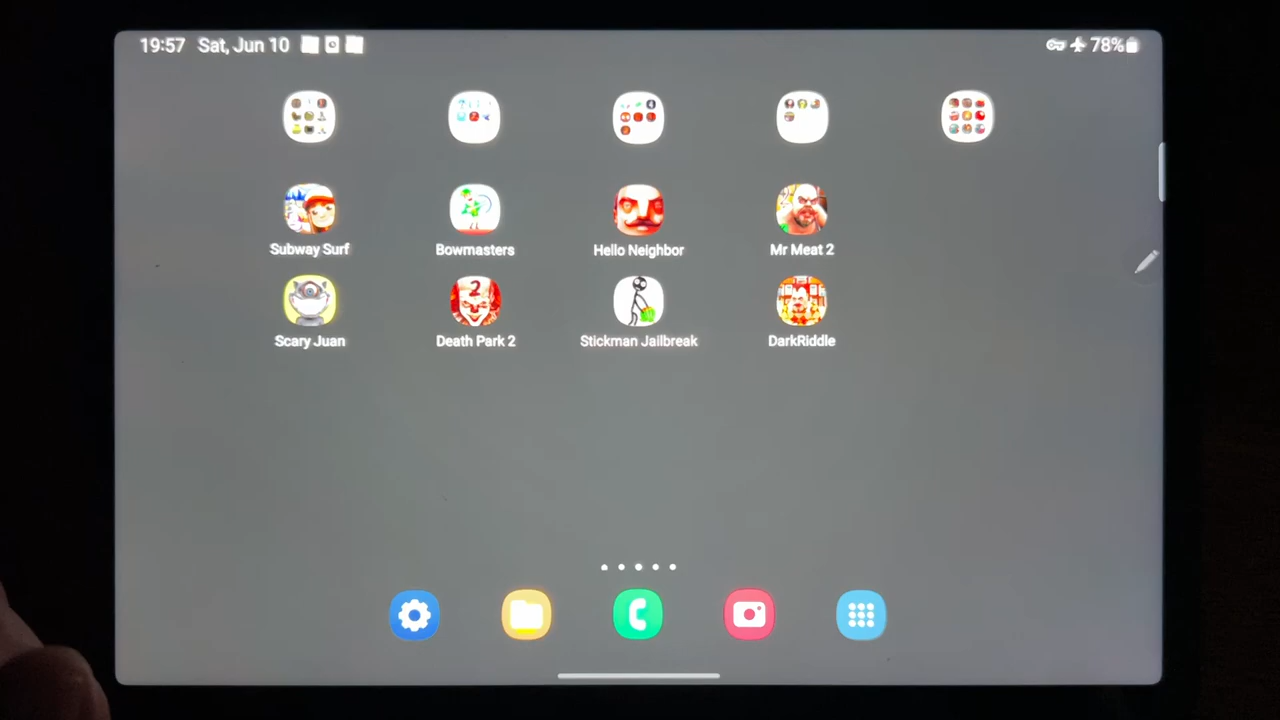 19:57 Sat, Jun 10 78%
Subway Surf Bowmasters Hello Neighbor Mr Meat 2
2
Scary Juan Death Park 2 Stickman Jailbreak DarkRiddle